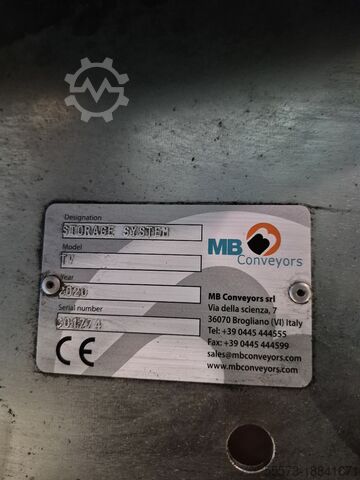 Designation
STORAGE SYSTEM
Model
TV
Year
2020
Serial number
MB
Conveyors
MB Conveyors srl
Via della scienza, 7
36070 Brogliano (VI) Italy
Tel: +39 0445 444555
Fax: +39 0445 444599
sales@mbconveyors.com
www.mbconveyors.com
CE